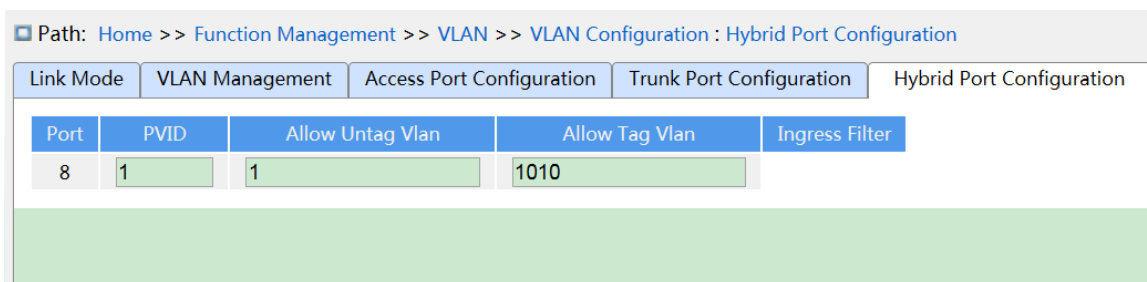 Path: Home >> Function Management >> VLAN >> VLAN Configuration : Hybrid Port Configuration
Link Mode VLAN Management Access Port Configuration Trunk Port Configuration Hybrid Port Configuration
Port PVID Allow Untag Vlan Allow Tag Vlan Ingress Filter
8 1 1 1010